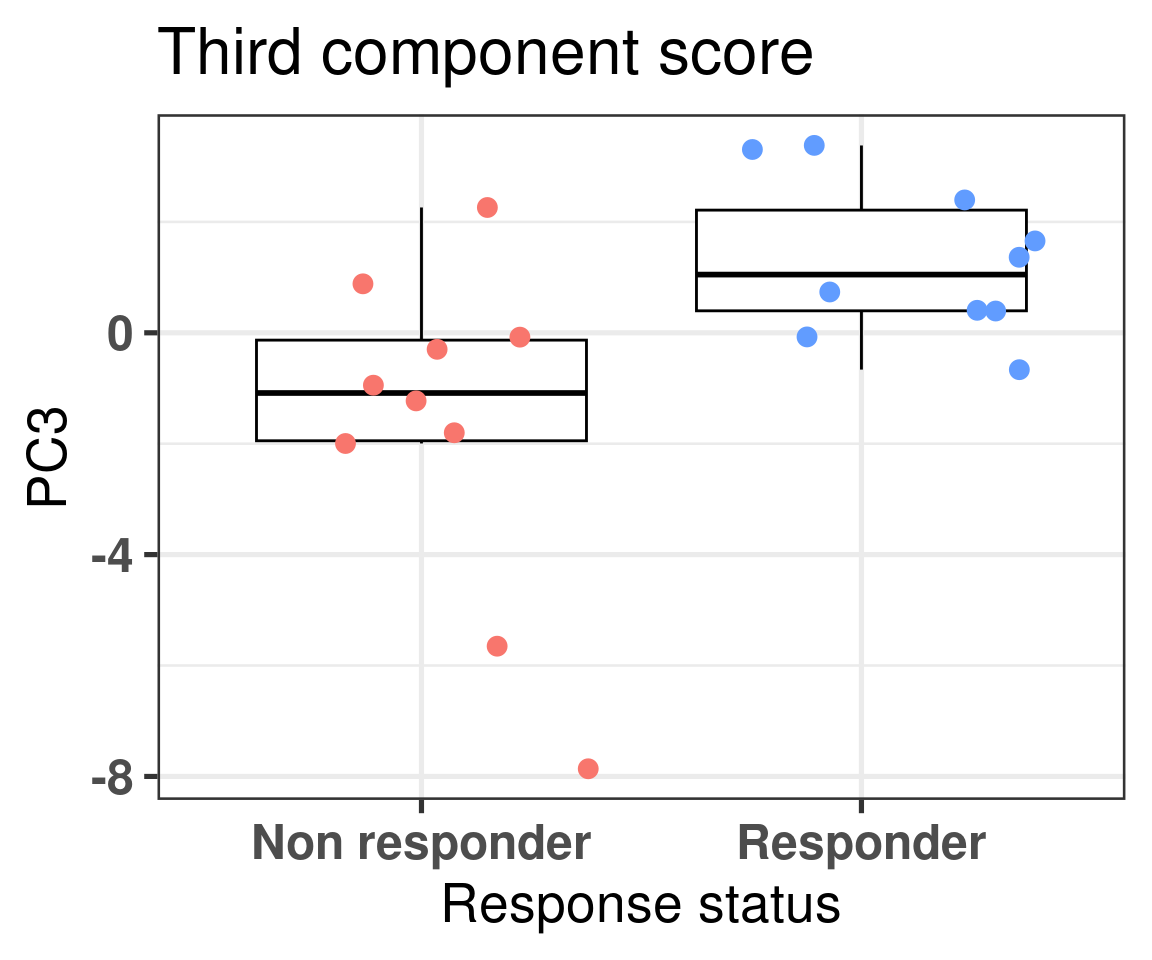 Third component score
PC3
0
-4
-8
Non responder Responder
Response status